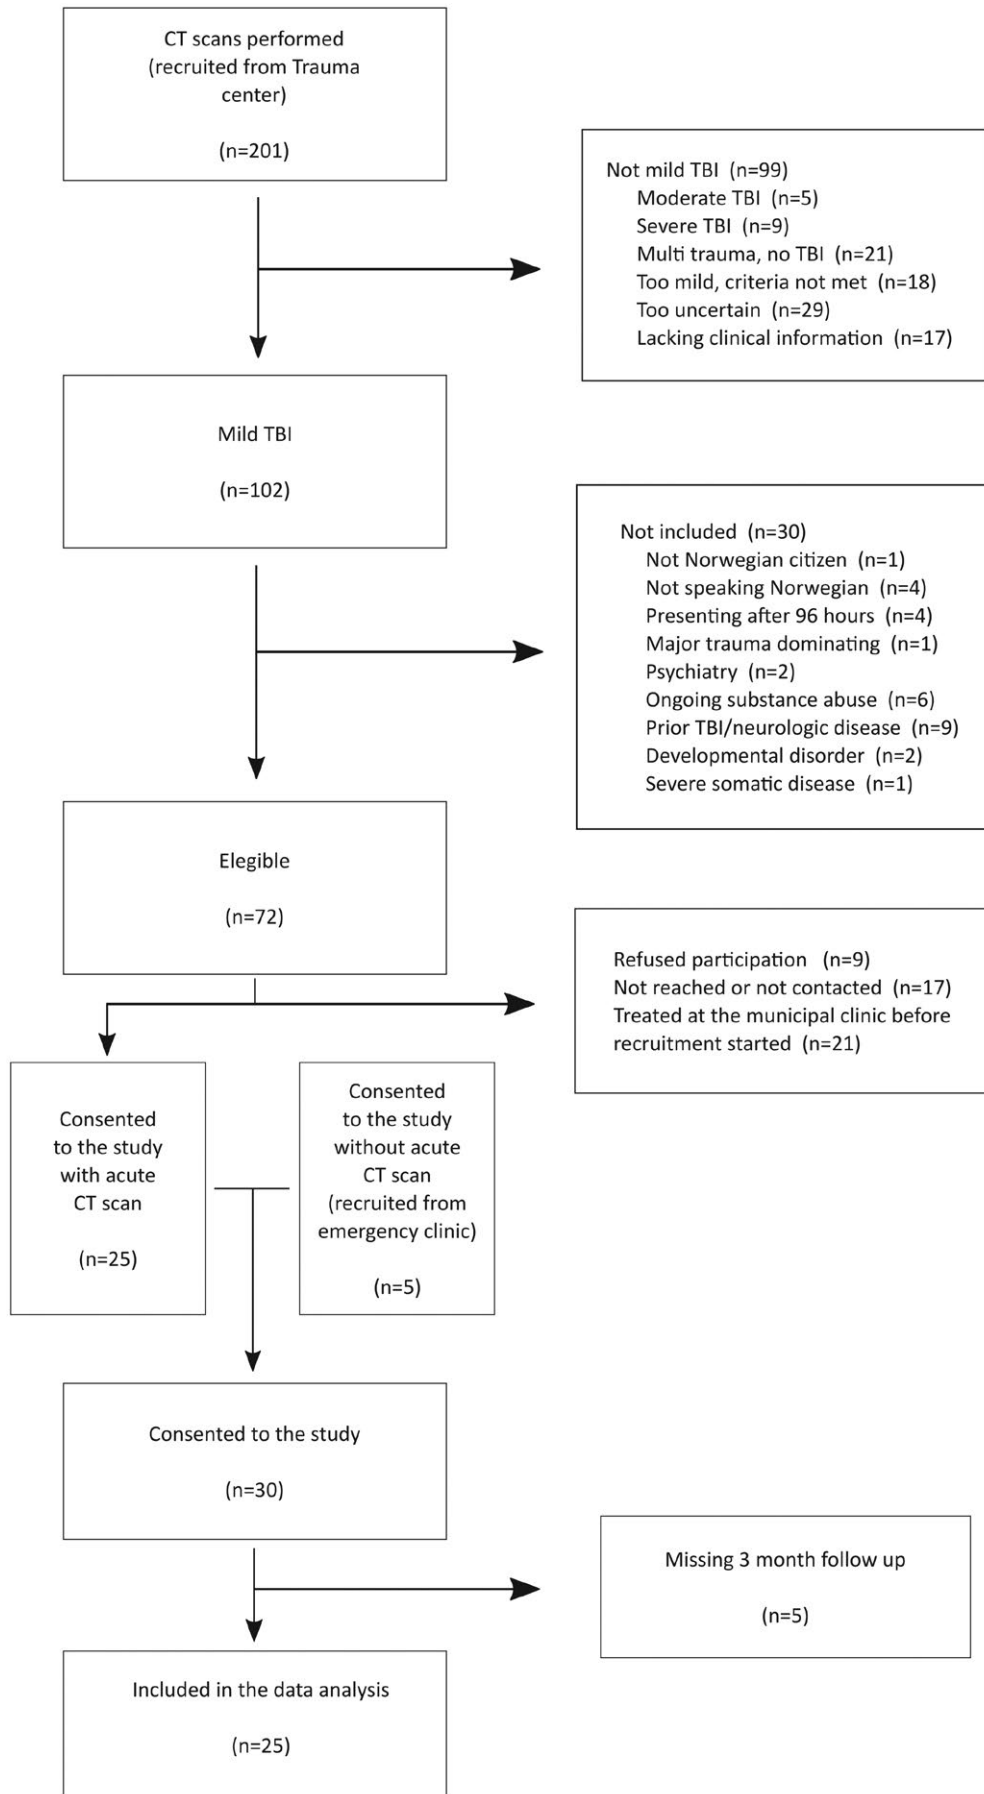 CT scans performed
(recruited from Trauma
center)
(n=201)
Not mild TBI (n=99)
Moderate TBI (n=5)
Severe TBI (n=9)
Multi trauma, no TBI (n=21)
Too mild, criteria not met (n=18)
Too uncertain (n=29)
Lacking clinical information (n=17)
Mild TBI
(n=102)
Not included (n=30)
Not Norwegian citizen (n=1)
Not speaking Norwegian (n=4)
Presenting after 96 hours (n=4)
Major trauma dominating (n=1)
Psychiatry (n=2)
Ongoing substance abuse (n=6)
Prior TBI/neurologic disease (n=9)
Developmental disorder (n=2)
Severe somatic disease (n=1)
Elegible
(n=72)
Refused participation (n=9)
Not reached or not contacted (n=17)
Treated at the municipal clinic before
recruitment started (n=21)
Consented
to the study
with acute
CT scan
(n=25)
Consented
to the study
without acute
CT scan
(recruited from
emergency clinic)
(n=5)
Consented to the study
(n=30)
Missing 3 month follow up
(n=5)
Included in the data analysis
(n=25)